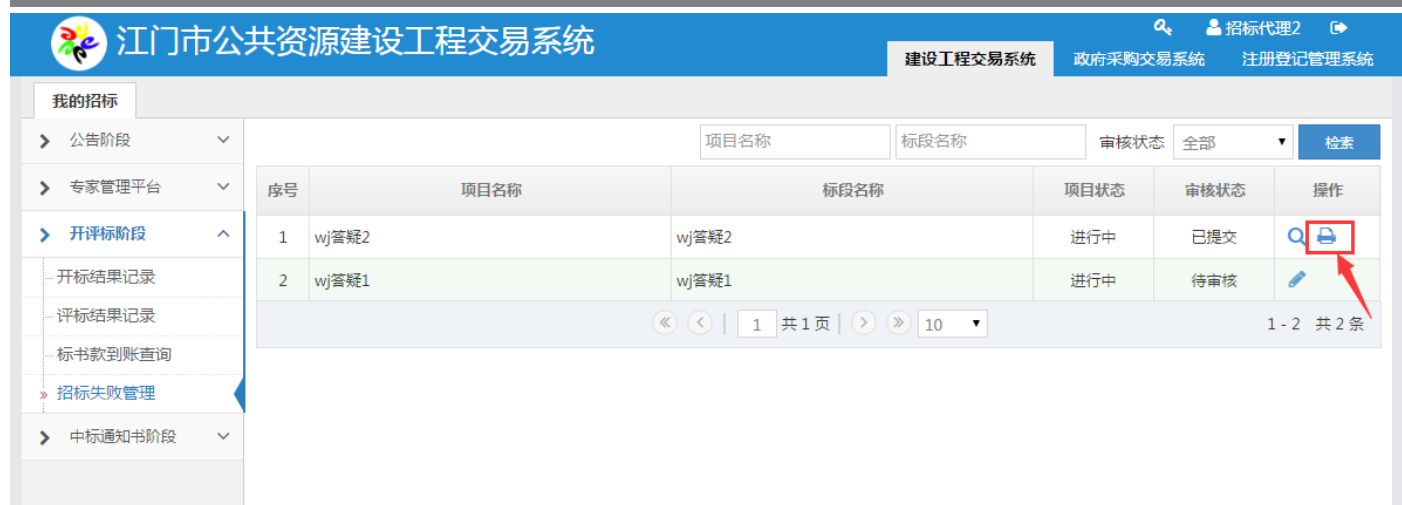 江门市公共资源建设工程交易系统
招标代理2
建设工程交易系统 政府采购交易系统 注册登记管理系统
我的招标
公告阶段
项目名称 标段名称 审核状态 全部 检索
专家管理平台
序号 项目名称 标段名称 项目状态 审核状态 操作
开评标阶段
1 wj答疑2 wj答疑2 进行中 已提交
开标结果记录
2 wj答疑1 wj答疑1 进行中 待审核
评标结果记录
1 共1页 10 1-2 共2条
标书款到账查询
招标失败管理
中标通知书阶段